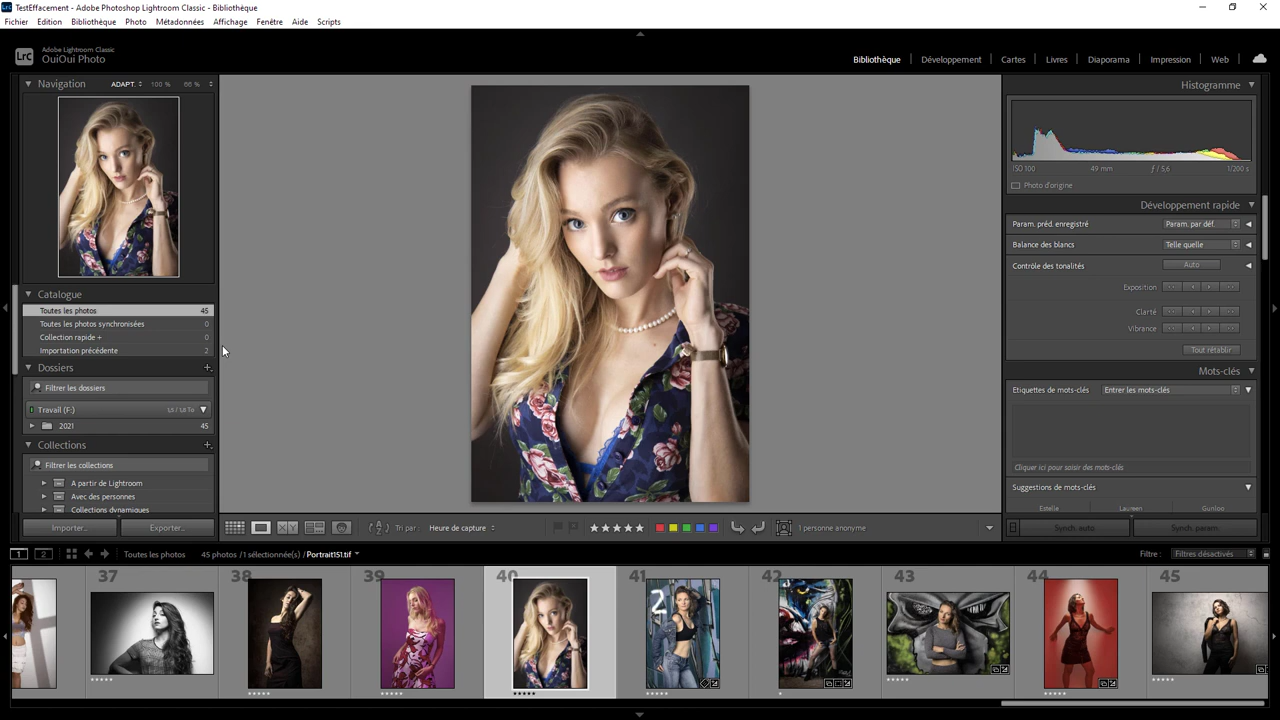 TestEffacement - Adobe Photoshop Lightroom Classic - Bibliothèque
Fichier Edition Bibliothèque Photo Métadonnées Affichage Fenêtre Aide Scripts
Lrc
Adobe Lightroom Classic
OuiOui Photo
Bibliothèque | Développement | Cartes | Livres | Diaporama | Impression | Web
Navigation ADAPT. 100 % 66 %
Histogramme
ISO 100 49 mm ƒ / 5,6 1/200 s
Photo d'origine
Développement rapide
Param. préd. enregistré Param. par déf.
Balance des blancs Telle quelle
Contrôle des tonalités Auto
Exposition
Clarté
Vibrance
Tout rétablir
Catalogue
Toutes les photos 45
Toutes les photos synchronisées 0
Collection rapide + 0
Importation précédente 2
Dossiers
Filtrer les dossiers
Travail (F:)
2021 45
Collections
Filtrer les collections
A partir de Lightroom
Avec des personnes
Collections dynamiques
Importer... Exporter...
Mots-clés
Etiquettes de mots-clés Entrer les mots-clés
Cliquer ici pour saisir des mots-clés
Suggestions de mots-clés
Estelle Laureen Gunloo
Synch. auto. Synch. param.
XY Tri par : Heure de capture 1 personne anonyme
1 2 Toutes les photos 45 photos /1 sélectionnée(s) /Portrait151.tif Filtre : Filtres désactivés
37 38 39 40 41 42 43 44 45
2